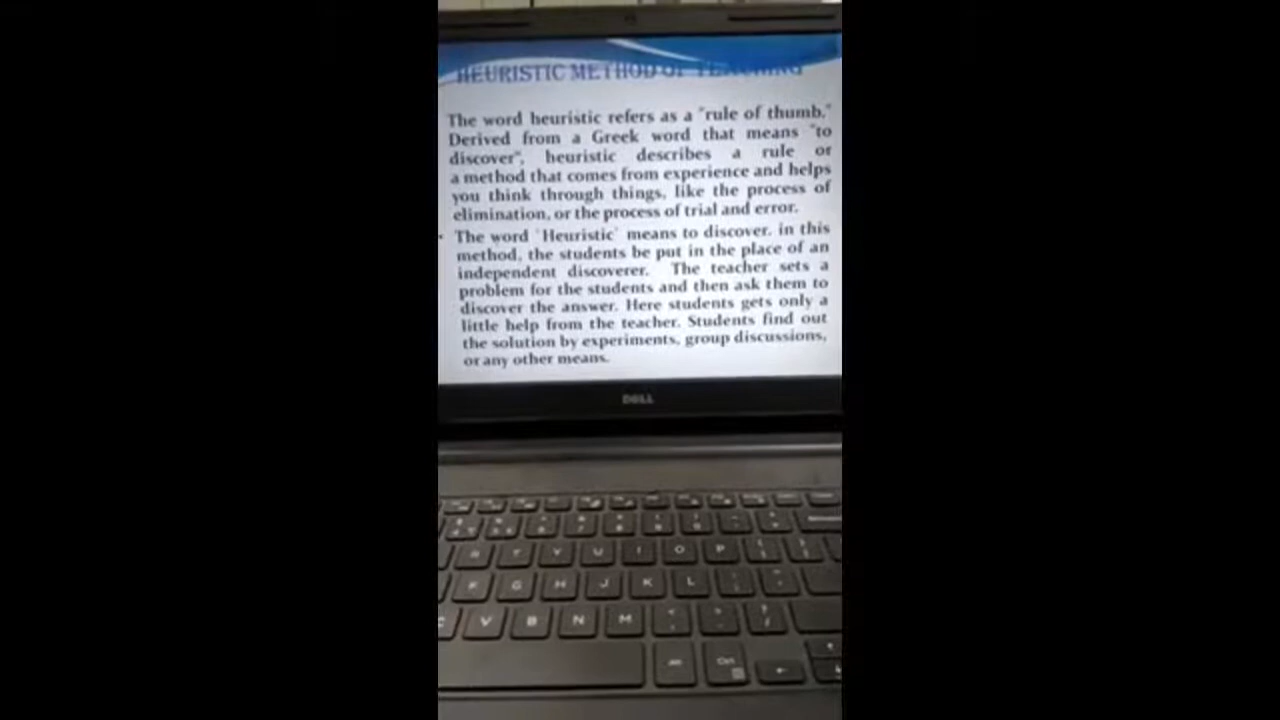 HEURISTIC METHOD OF TEACHING
The word heuristic refers as a "rule of thumb."
Derived from a Greek word that means "to
discover", heuristic describes a rule or
a method that comes from experience and helps
you think through things, like the process of
elimination, or the process of trial and error.
• The word 'Heuristic' means to discover. in this
method, the students be put in the place of an
independent discoverer. The teacher sets a
problem for the students and then ask them to
discover the answer. Here students gets only a
little help from the teacher. Students find out
the solution by experiments, group discussions,
or any other means.
DELL
R T Y U I O P
F G H J K L
C V B N M
Alt Ctrl